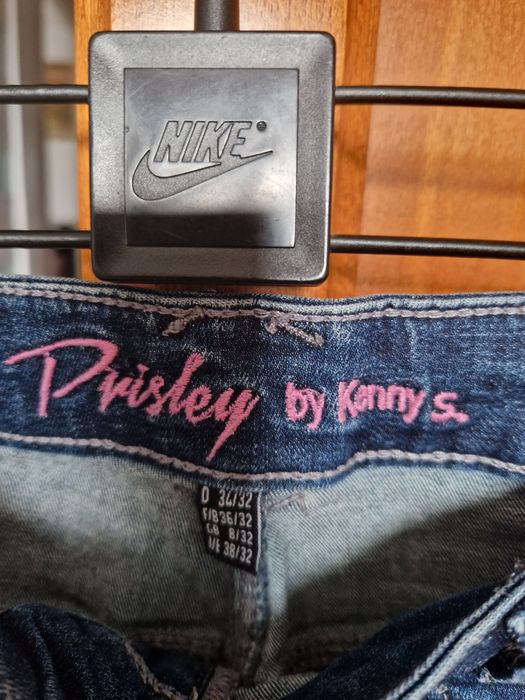 NIKE
Prisley by Kenny s.
D 34/32
F/B 36/32
GB 8/32
I/E 38/32